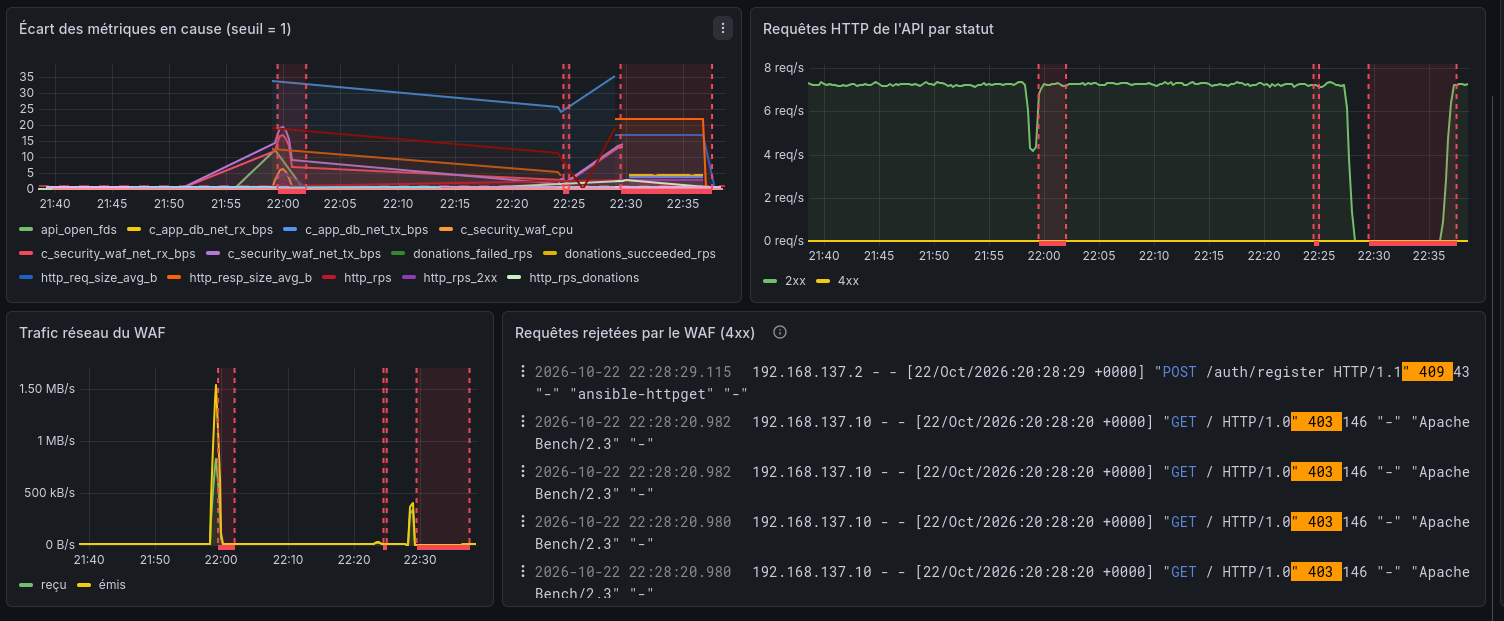 Écart des métriques en cause (seuil = 1)
35
30
25
20
15
10
5
0
21:40 21:45 21:50 21:55 22:00 22:05 22:10 22:15 22:20 22:25 22:30 22:35
api_open_fds c_app_db_net_rx_bps c_app_db_net_tx_bps c_security_waf_cpu
c_security_waf_net_rx_bps c_security_waf_net_tx_bps donations_failed_rps donations_succeeded_rps
http_req_size_avg_b http_resp_size_avg_b http_rps http_rps_2xx http_rps_donations
Requêtes HTTP de l'API par statut
8 req/s
6 req/s
4 req/s
2 req/s
0 req/s
21:40 21:45 21:50 21:55 22:00 22:05 22:10 22:15 22:20 22:25 22:30 22:35
2xx 4xx
Trafic réseau du WAF
1.50 MB/s
1 MB/s
500 kB/s
0 B/s
21:40 21:50 22:00 22:10 22:20 22:30
reçu émis
Requêtes rejetées par le WAF (4xx)
2026-10-22 22:28:29.115 192.168.137.2 - - [22/Oct/2026:20:28:29 +0000] "POST /auth/register HTTP/1.1" 409 43
"-" "ansible-httpget" "-"
2026-10-22 22:28:20.982 192.168.137.10 - - [22/Oct/2026:20:28:20 +0000] "GET / HTTP/1.0" 403 146 "-" "Apache
Bench/2.3" "-"
2026-10-22 22:28:20.982 192.168.137.10 - - [22/Oct/2026:20:28:20 +0000] "GET / HTTP/1.0" 403 146 "-" "Apache
Bench/2.3" "-"
2026-10-22 22:28:20.980 192.168.137.10 - - [22/Oct/2026:20:28:20 +0000] "GET / HTTP/1.0" 403 146 "-" "Apache
Bench/2.3" "-"
2026-10-22 22:28:20.980 192.168.137.10 - - [22/Oct/2026:20:28:20 +0000] "GET / HTTP/1.0" 403 146 "-" "Apache
Bench/2.3" "-"